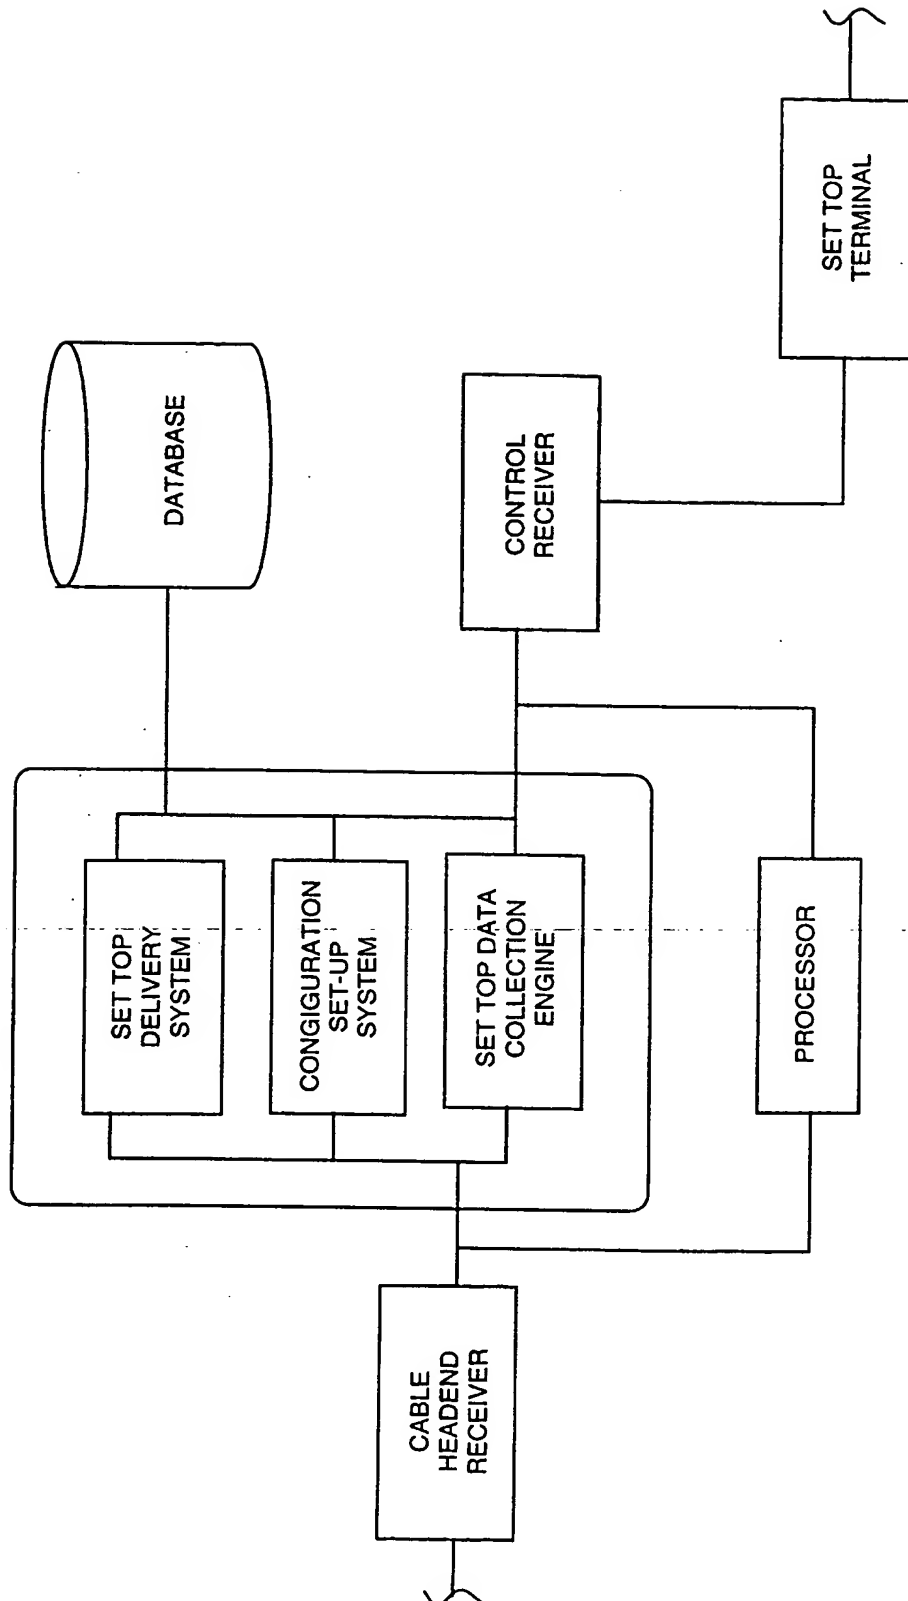 CABLE
HEADEND
RECEIVER
SET TOP
DELIVERY
SYSTEM
CONGIGURATION
SET-UP
SYSTEM
SET TOP DATA
COLLECTION
ENGINE
PROCESSOR
DATABASE
CONTROL
RECEIVER
SET TOP
TERMINAL